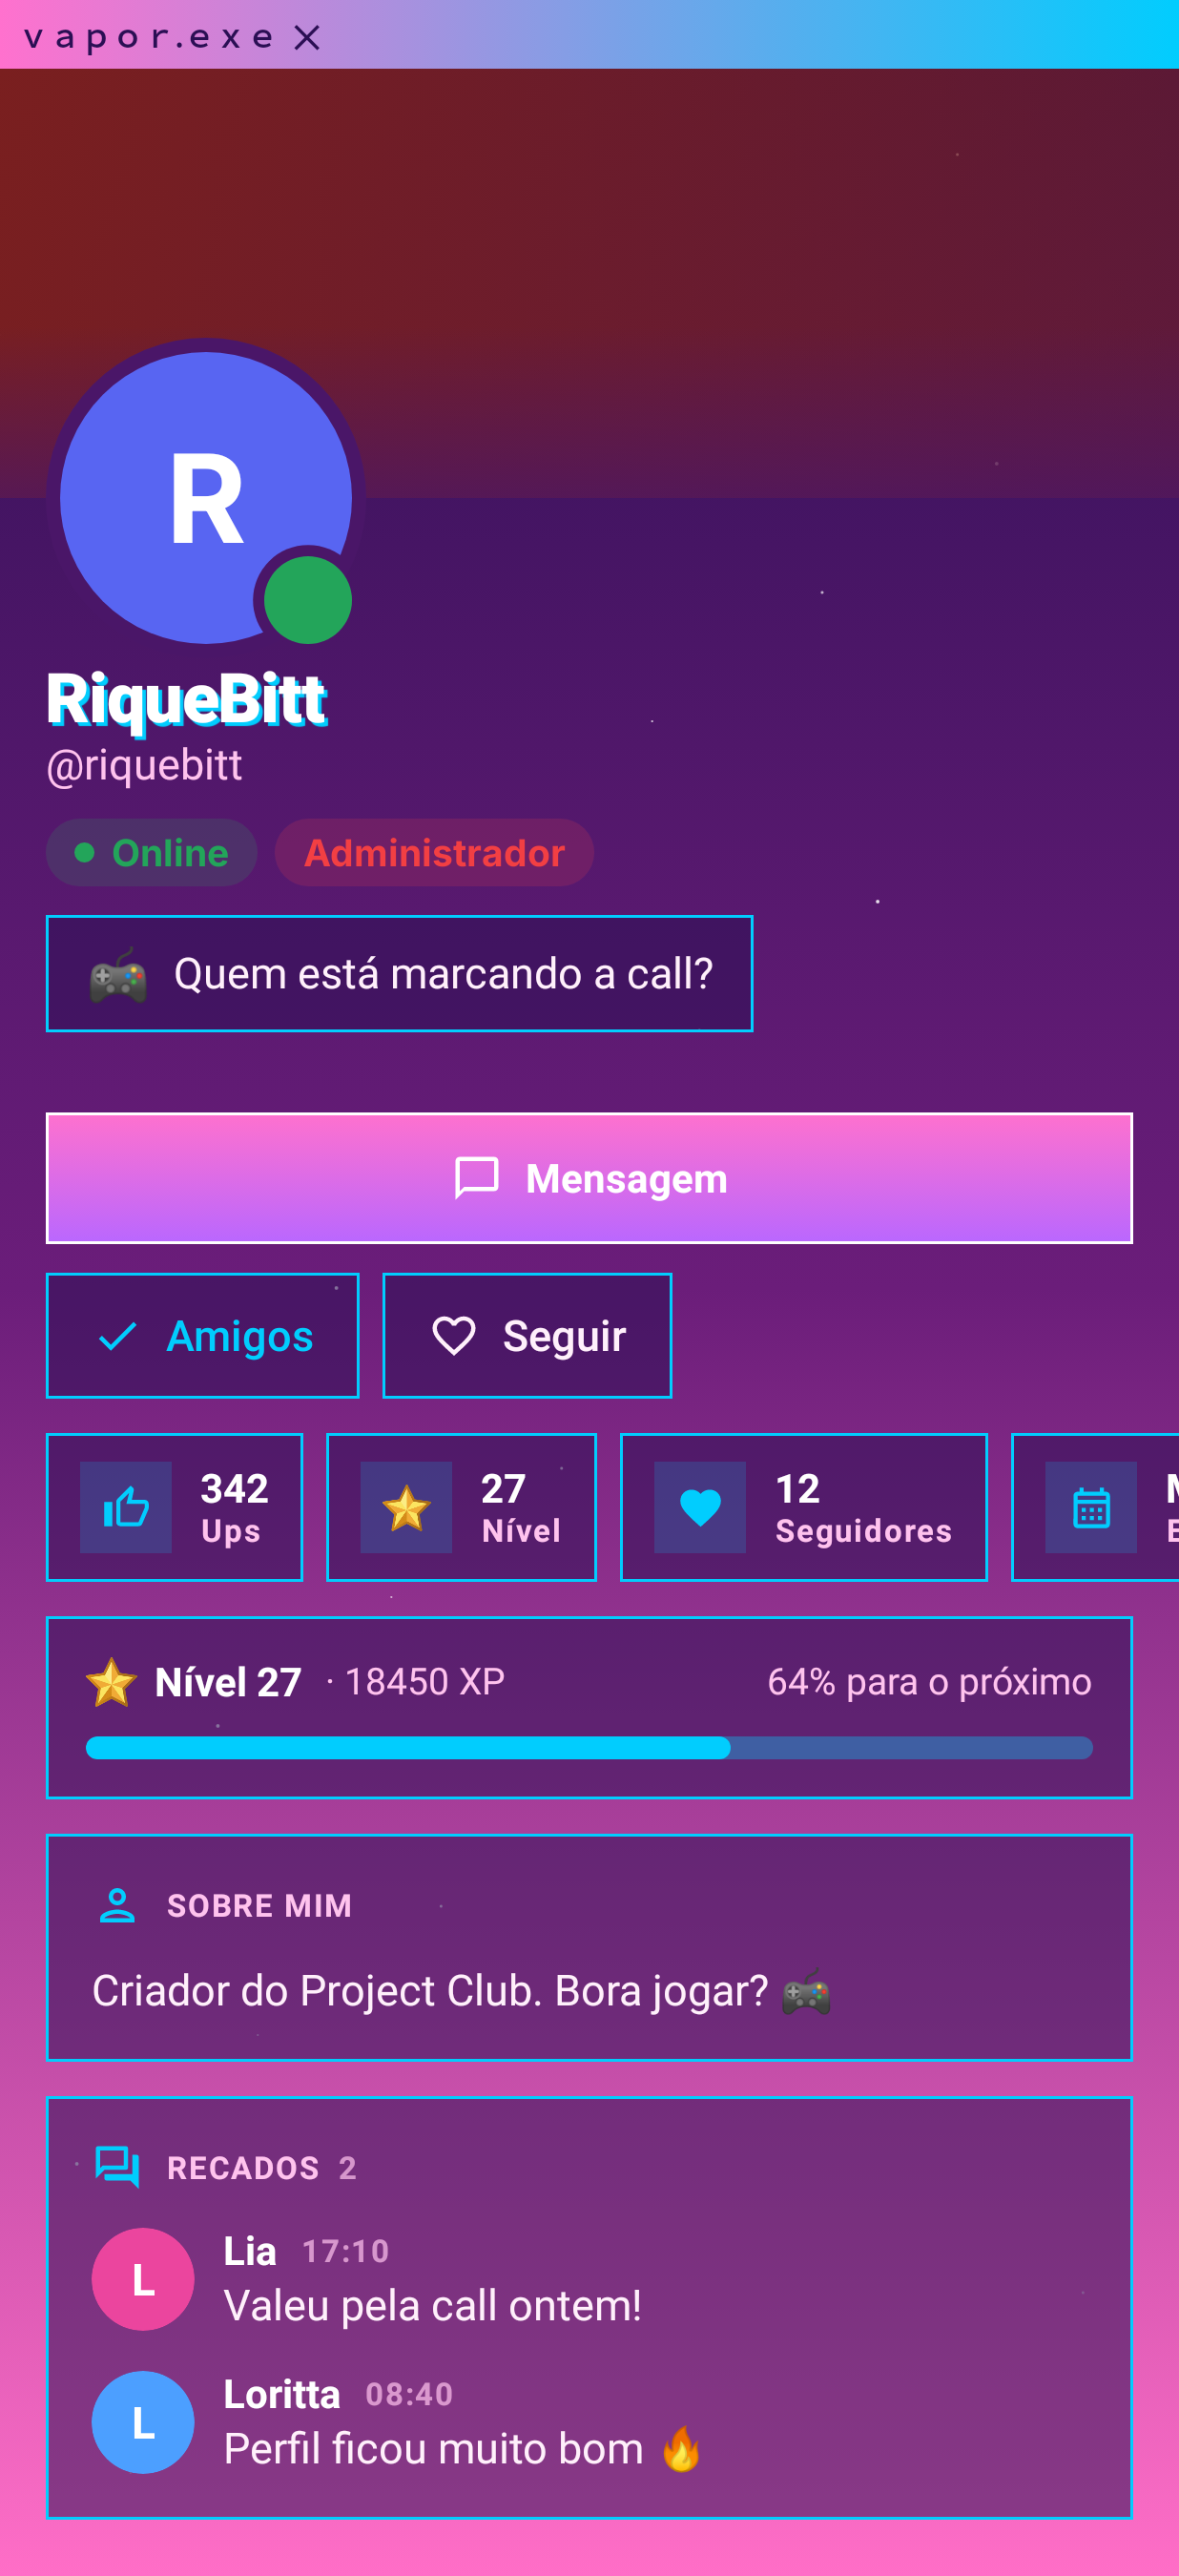 vapor.exe
R
RiqueBitt
@riquebitt
Online
Administrador
🎮 Quem está marcando a call?
Mensagem
Amigos
Seguir
342
Ups
27
Nível
12
Seguidores
Nível 27 · 18450 XP
64% para o próximo
SOBRE MIM
Criador do Project Club. Bora jogar? 🎮
RECADOS 2
L
Lia 17:10
Valeu pela call ontem!
L
Loritta 08:40
Perfil ficou muito bom 🔥